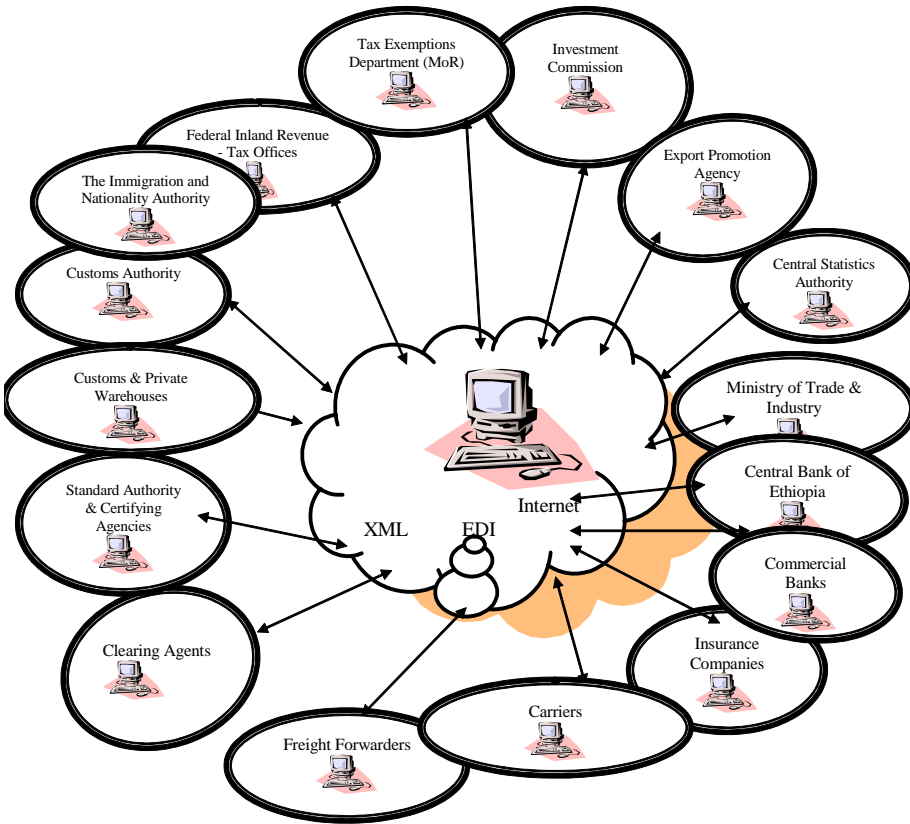 Tax Exemptions
Department (MoR)
Investment
Commission
Federal Inland Revenue
- Tax Offices
Export Promotion
Agency
The Immigration and
Nationality Authority
Central Statistics
Authority
Customs Authority
Customs & Private
Warehouses
Ministry of Trade &
Industry
Central Bank of
Ethiopia
Standard Authority
& Certifying
Agencies
Internet
XML
EDI
Commercial
Banks
Clearing Agents
Insurance
Companies
Carriers
Freight Forwarders